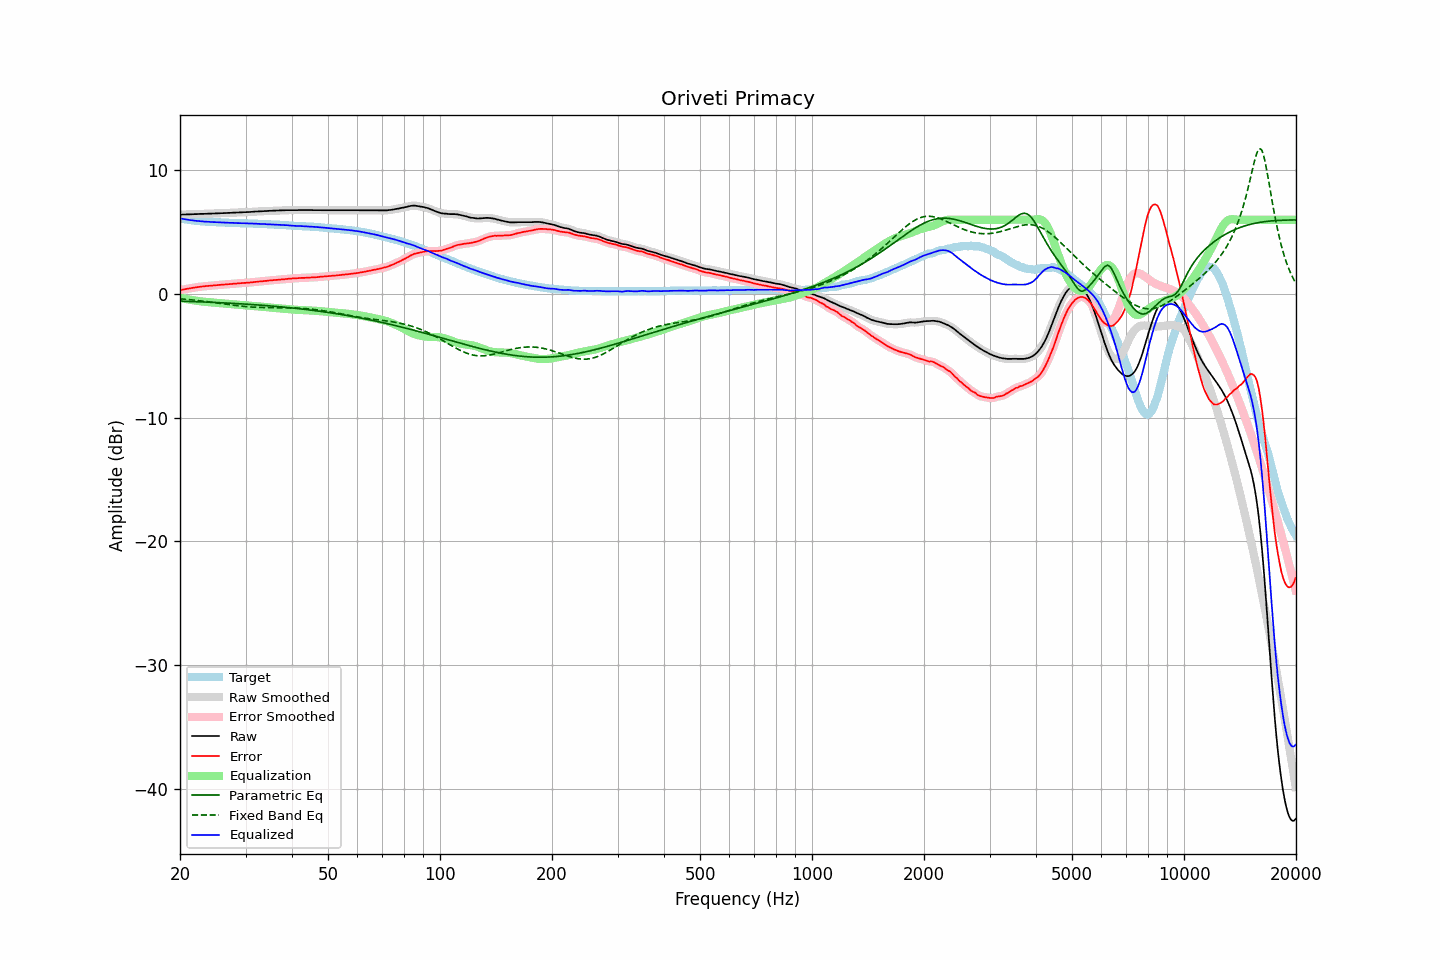 Oriveti Primacy
10
0
−10
−20
−30
−40
Amplitude (dBr)
Target
Raw Smoothed
Error Smoothed
Raw
Error
Equalization
Parametric Eq
Fixed Band Eq
Equalized
20
50
100
200
500
1000
2000
5000
10000
20000
Frequency (Hz)